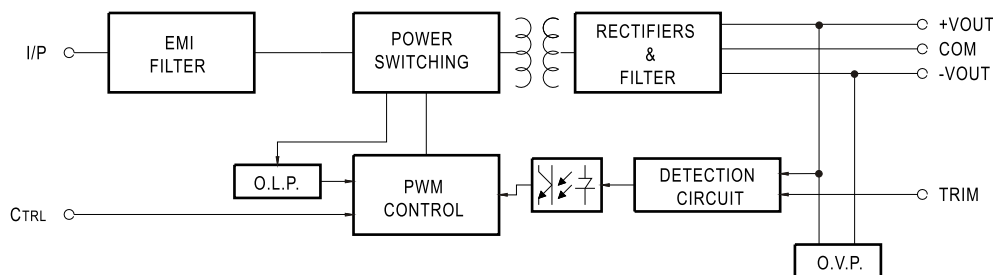 I/P
EMI
FILTER
POWER
SWITCHING
RECTIFIERS
&
FILTER
+VOUT
COM
-VOUT
O.L.P.
PWM
CONTROL
DETECTION
CIRCUIT
TRIM
CTRL
O.V.P.